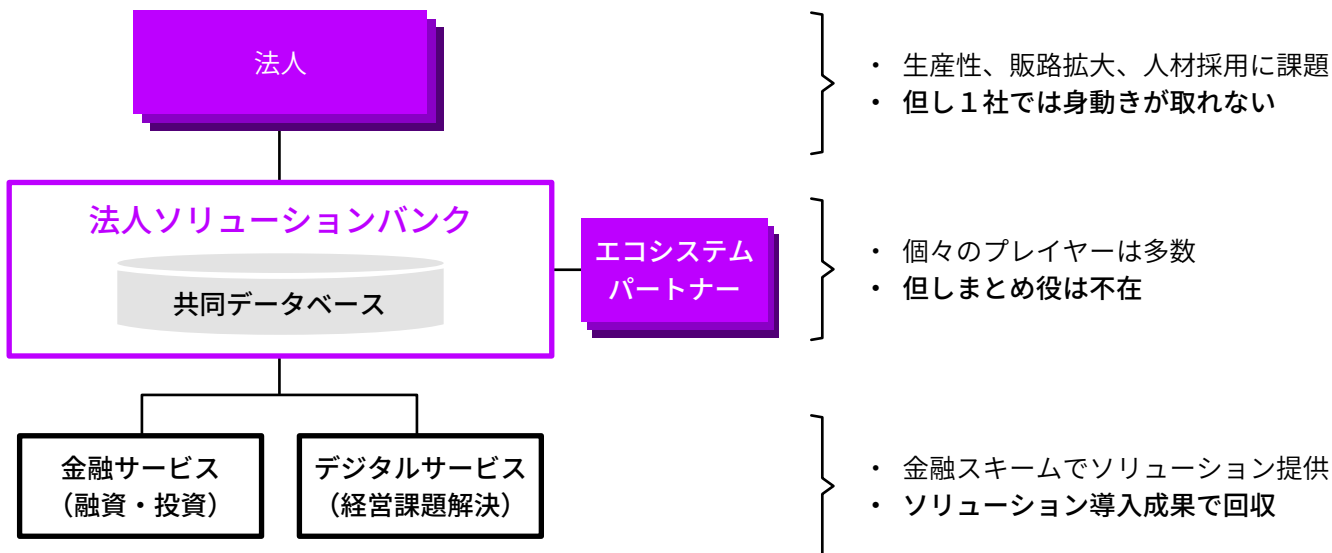 法人
・ 生産性、販路拡大、人材採用に課題
・ 但し１社では身動きが取れない
法人ソリューションバンク
共同データベース
エコシステム
パートナー
・ 個々のプレイヤーは多数
・ 但しまとめ役は不在
金融サービス
（融資・投資）
デジタルサービス
（経営課題解決）
・ 金融スキームでソリューション提供
・ ソリューション導入成果で回収